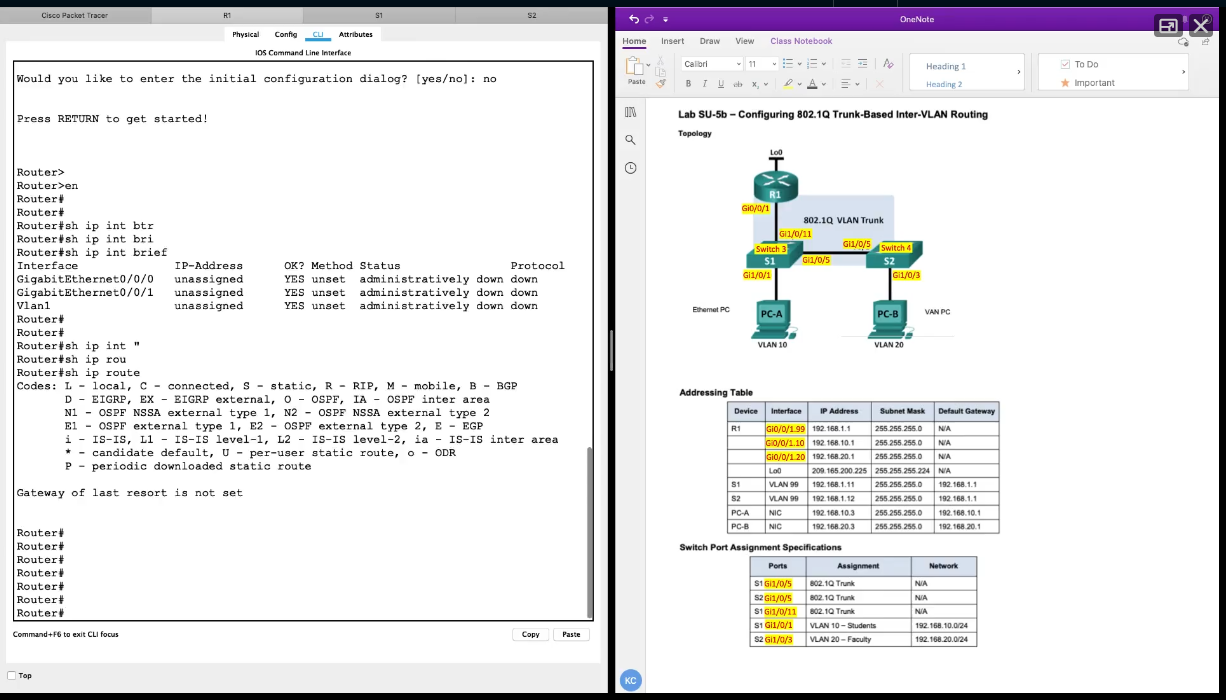 Cisco Packet Tracer
R1
S1
S2
Physical Config CLI Attributes
IOS Command Line Interface
Would you like to enter the initial configuration dialog? [yes/no]: no
Press RETURN to get started!
Router>
Router>en
Router#
Router#
Router#sh ip int btr
Router#sh ip int bri
Router#sh ip int brief
Interface IP-Address OK? Method Status Protocol
GigabitEthernet0/0/0 unassigned YES unset administratively down down
GigabitEthernet0/0/1 unassigned YES unset administratively down down
Vlan1 unassigned YES unset administratively down down
Router#
Router#
Router#sh ip int "
Router#sh ip rou
Router#sh ip route
Codes: L - local, C - connected, S - static, R - RIP, M - mobile, B - BGP
D - EIGRP, EX - EIGRP external, O - OSPF, IA - OSPF inter area
N1 - OSPF NSSA external type 1, N2 - OSPF NSSA external type 2
E1 - OSPF external type 1, E2 - OSPF external type 2, E - EGP
i - IS-IS, L1 - IS-IS level-1, L2 - IS-IS level-2, ia - IS-IS inter area
* - candidate default, U - per-user static route, o - ODR
P - periodic downloaded static route
Gateway of last resort is not set
Router#
Router#
Router#
Router#
Router#
Router#
Router#
Command+F6 to exit CLI focus
Copy
Paste
Top
OneNote
Home Insert Draw View Class Notebook
Paste
Calibri
11
B I U ab x A
Heading 1
Heading 2
To Do
Important
Lab SU-5b – Configuring 802.1Q Trunk-Based Inter-VLAN Routing
Topology
Lo0
R1
Gi0/0/1
802.1Q VLAN Trunk
Gi1/0/11
Gi1/0/5
Switch 3
Switch 4
S1
S2
Gi1/0/5
Gi1/0/1
Gi1/0/3
Ethernet PC
PC-A
PC-B
VAN PC
VLAN 10
VLAN 20
Addressing Table
Device Interface IP Address Subnet Mask Default Gateway
R1 Gi0/0/1.99 192.168.1.1 255.255.255.0 N/A
Gi0/0/1.10 192.168.10.1 255.255.255.0 N/A
Gi0/0/1.20 192.168.20.1 255.255.255.0 N/A
Lo0 209.165.200.225 255.255.255.224 N/A
S1 VLAN 99 192.168.1.11 255.255.255.0 192.168.1.1
S2 VLAN 99 192.168.1.12 255.255.255.0 192.168.1.1
PC-A NIC 192.168.10.3 255.255.255.0 192.168.10.1
PC-B NIC 192.168.20.3 255.255.255.0 192.168.20.1
Switch Port Assignment Specifications
Ports Assignment Network
S1 Gi1/0/5 802.1Q Trunk N/A
S2 Gi1/0/5 802.1Q Trunk N/A
S1 Gi1/0/11 802.1Q Trunk N/A
S1 Gi1/0/1 VLAN 10 – Students 192.168.10.0/24
S2 Gi1/0/3 VLAN 20 – Faculty 192.168.20.0/24
KC